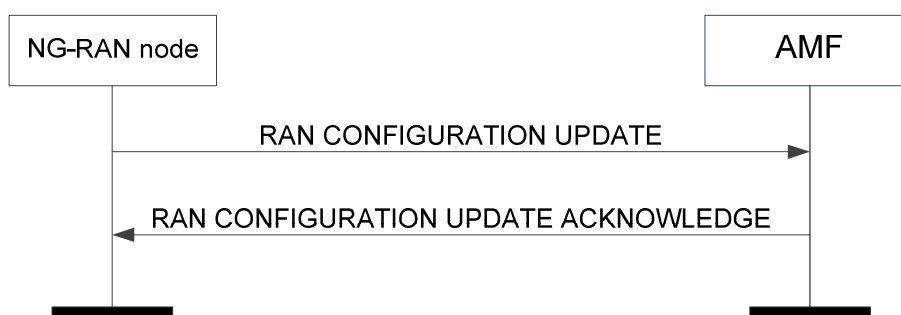 NG-RAN node
AMF
RAN CONFIGURATION UPDATE
RAN CONFIGURATION UPDATE ACKNOWLEDGE